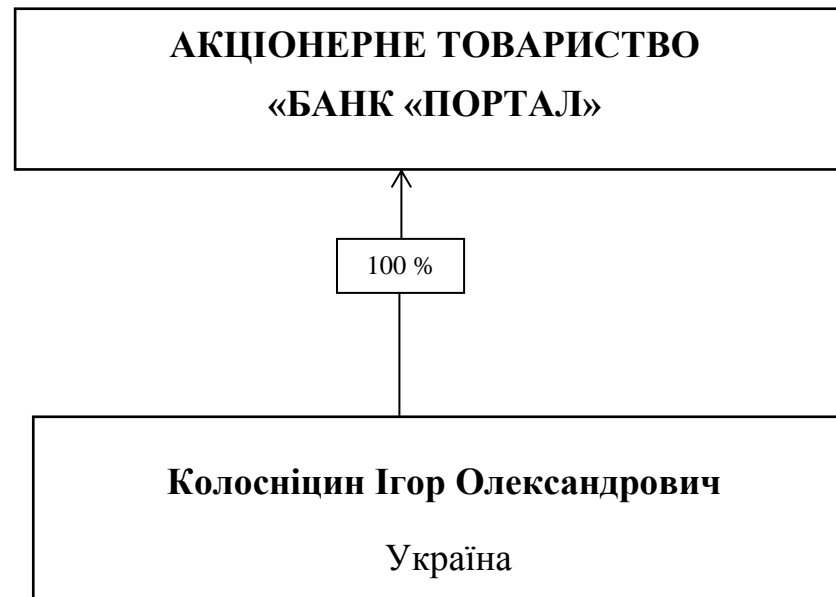 АКЦІОНЕРНЕ ТОВАРИСТВО
«БАНК «ПОРТАЛ»
100 %
Колосніцин Ігор Олександрович
Україна